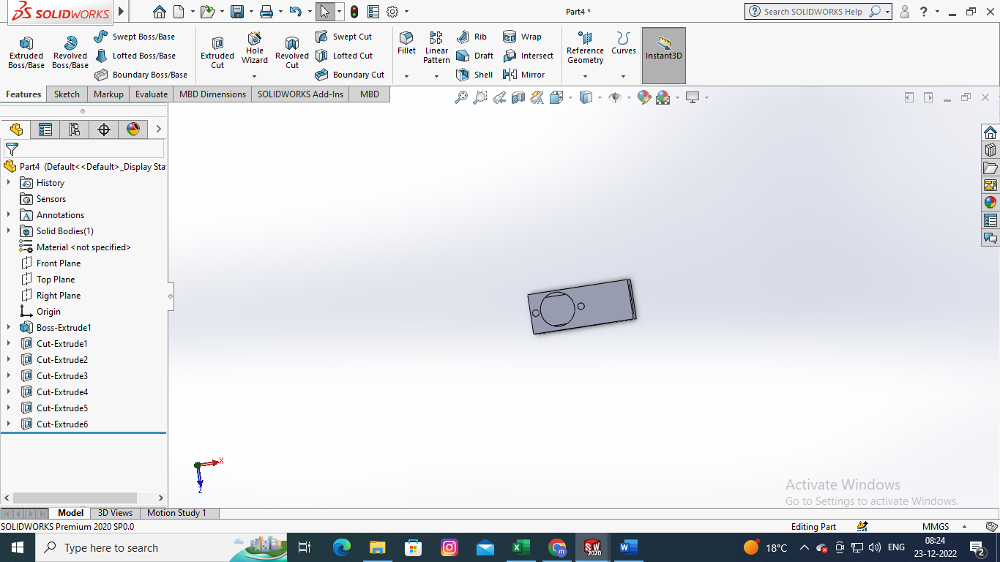 SOLIDWORKS
Part4 *
Search SOLIDWORKS Help
?
Extruded Boss/Base
Revolved Boss/Base
Swept Boss/Base
Lofted Boss/Base
Boundary Boss/Base
Extruded Cut
Hole Wizard
Revolved Cut
Swept Cut
Lofted Cut
Boundary Cut
Fillet
Linear Pattern
Rib
Draft
Shell
Wrap
Intersect
Mirror
Reference Geometry
Curves
Instant3D
Features
Sketch
Markup
Evaluate
MBD Dimensions
SOLIDWORKS Add-Ins
MBD
Part4 (Default<<Default>_Display Sta
History
Sensors
Annotations
Solid Bodies(1)
Material <not specified>
Front Plane
Top Plane
Right Plane
Origin
Boss-Extrude1
Cut-Extrude1
Cut-Extrude2
Cut-Extrude3
Cut-Extrude4
Cut-Extrude5
Cut-Extrude6
X
Z
Activate Windows
Go to Settings to activate Windows.
Model
3D Views
Motion Study 1
SOLIDWORKS Premium 2020 SP0.0
Editing Part
MMGS
Type here to search
SW
2020
18°C
ENG
08:24
23-12-2022
2